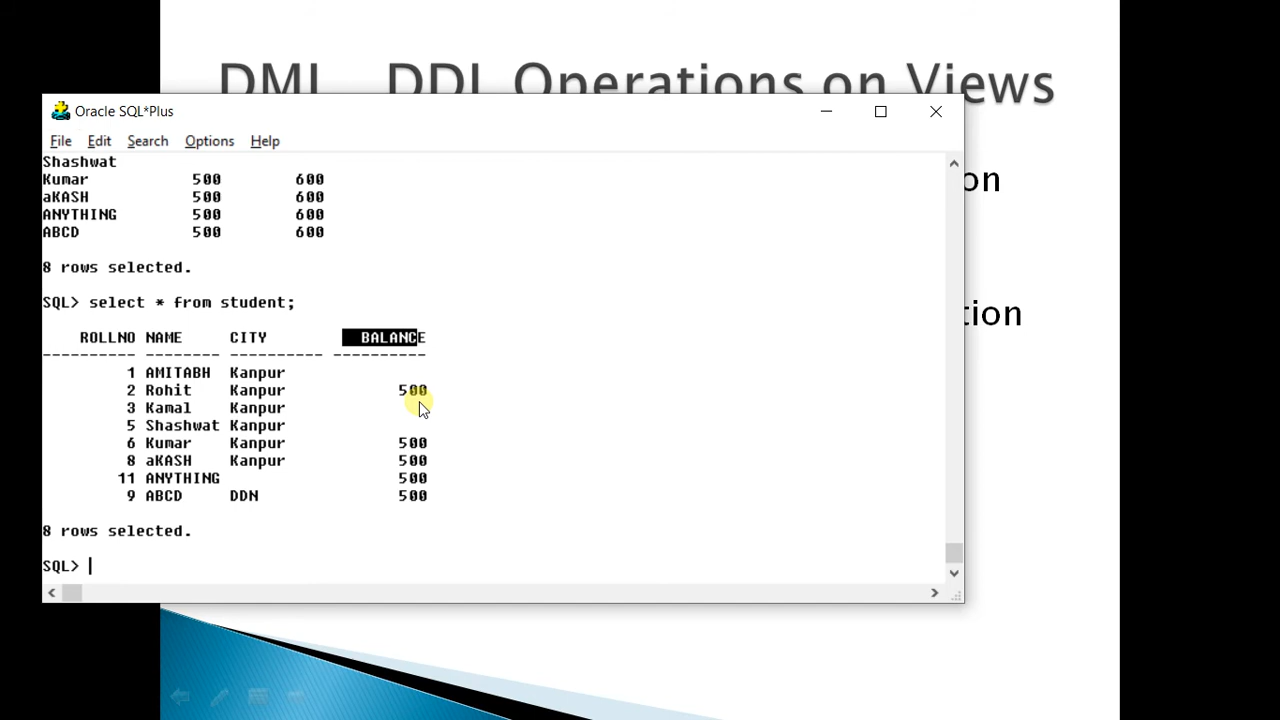 DML DDL Operations on Views
on
tion
Oracle SQL*Plus
File Edit Search Options Help
Shashwat
Kumar 500 600
aKASH 500 600
ANYTHING 500 600
ABCD 500 600
8 rows selected.
SQL> select * from student;
ROLLNO NAME CITY BALANCE
---------- -------- ---------- ----------
1 AMITABH Kanpur
2 Rohit Kanpur 500
3 Kamal Kanpur
5 Shashwat Kanpur
6 Kumar Kanpur 500
8 aKASH Kanpur 500
11 ANYTHING 500
9 ABCD DDN 500
8 rows selected.
SQL>